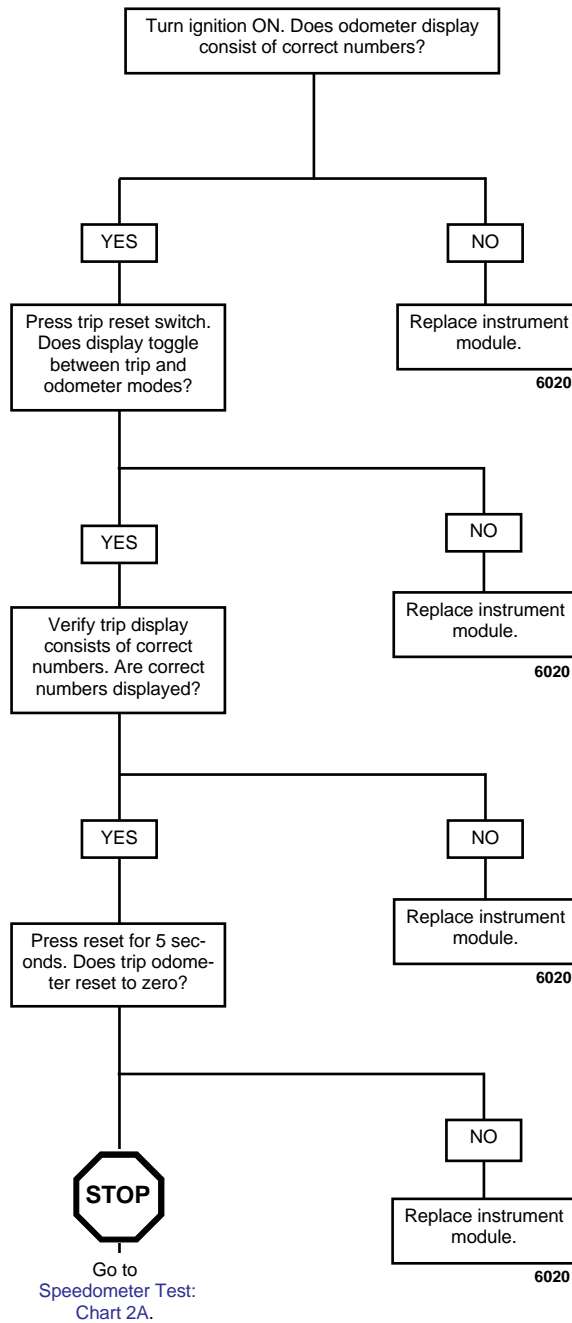 Turn ignition ON. Does odometer display
consist of correct numbers?
YES
NO
Press trip reset switch.
Does display toggle
between trip and
odometer modes?
Replace instrument
module.
6020
YES
NO
Verify trip display
consists of correct
numbers. Are correct
numbers displayed?
Replace instrument
module.
6020
YES
NO
Press reset for 5 sec-
onds. Does trip odome-
ter reset to zero?
Replace instrument
module.
6020
NO
STOP
Replace instrument
module.
6020
Go to
Speedometer Test:
Chart 2A.